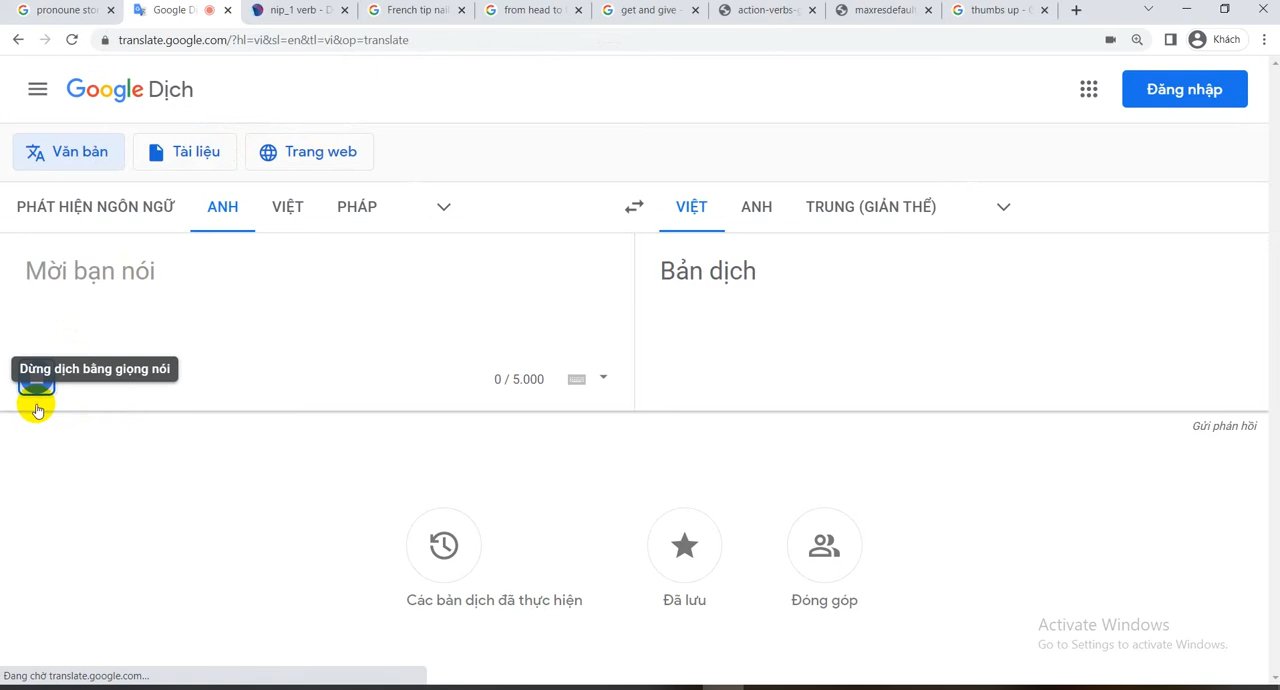 pronoune sto
Google Di
nip_1 verb - D
French tip nail
from head to
get and give -
action-verbs-g
maxresdefaul
thumbs up - G
translate.google.com/?hl=vi&sl=en&tl=vi&op=translate
Khách
Google Dịch
Đăng nhập
Văn bản
Tài liệu
Trang web
PHÁT HIỆN NGÔN NGỮ
ANH
VIỆT
PHÁP
VIỆT
ANH
TRUNG (GIẢN THỂ)
Mời bạn nói
Bản dịch
Dừng dịch bằng giọng nói
0 / 5.000
Gửi phản hồi
Các bản dịch đã thực hiện
Đã lưu
Đóng góp
Activate Windows
Go to Settings to activate Windows.
Đang chờ translate.google.com...